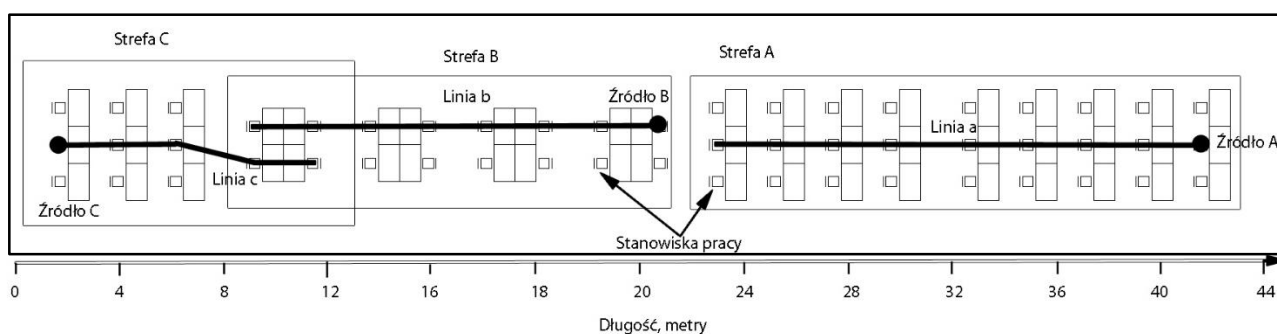 Strefa C
Strefa B
Strefa A
Linia b
Źródło B
Linia a
Źródło A
Linia c
Źródło C
Stanowiska pracy
0 4 8 12 16 18 20 24 28 32 36 40 44
Długość, metry